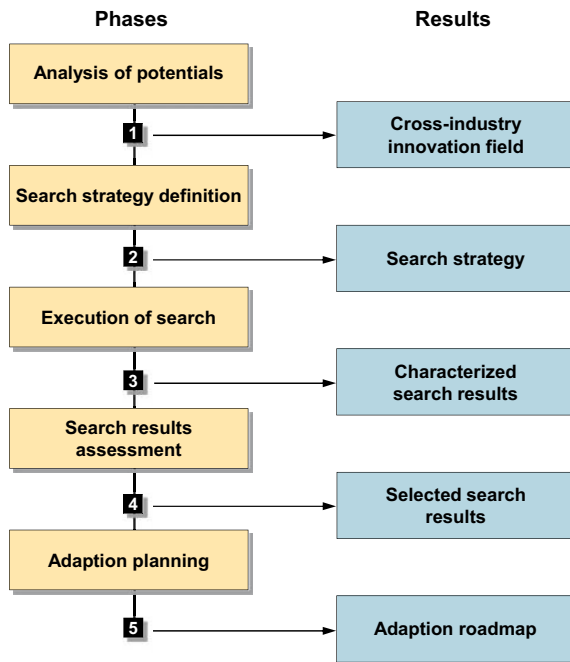 Phases
Results
Analysis of potentials
1
Cross-industry
innovation field
Search strategy definition
2
Search strategy
Execution of search
3
Characterized
search results
Search results
assessment
4
Selected search
results
Adaption planning
5
Adaption roadmap